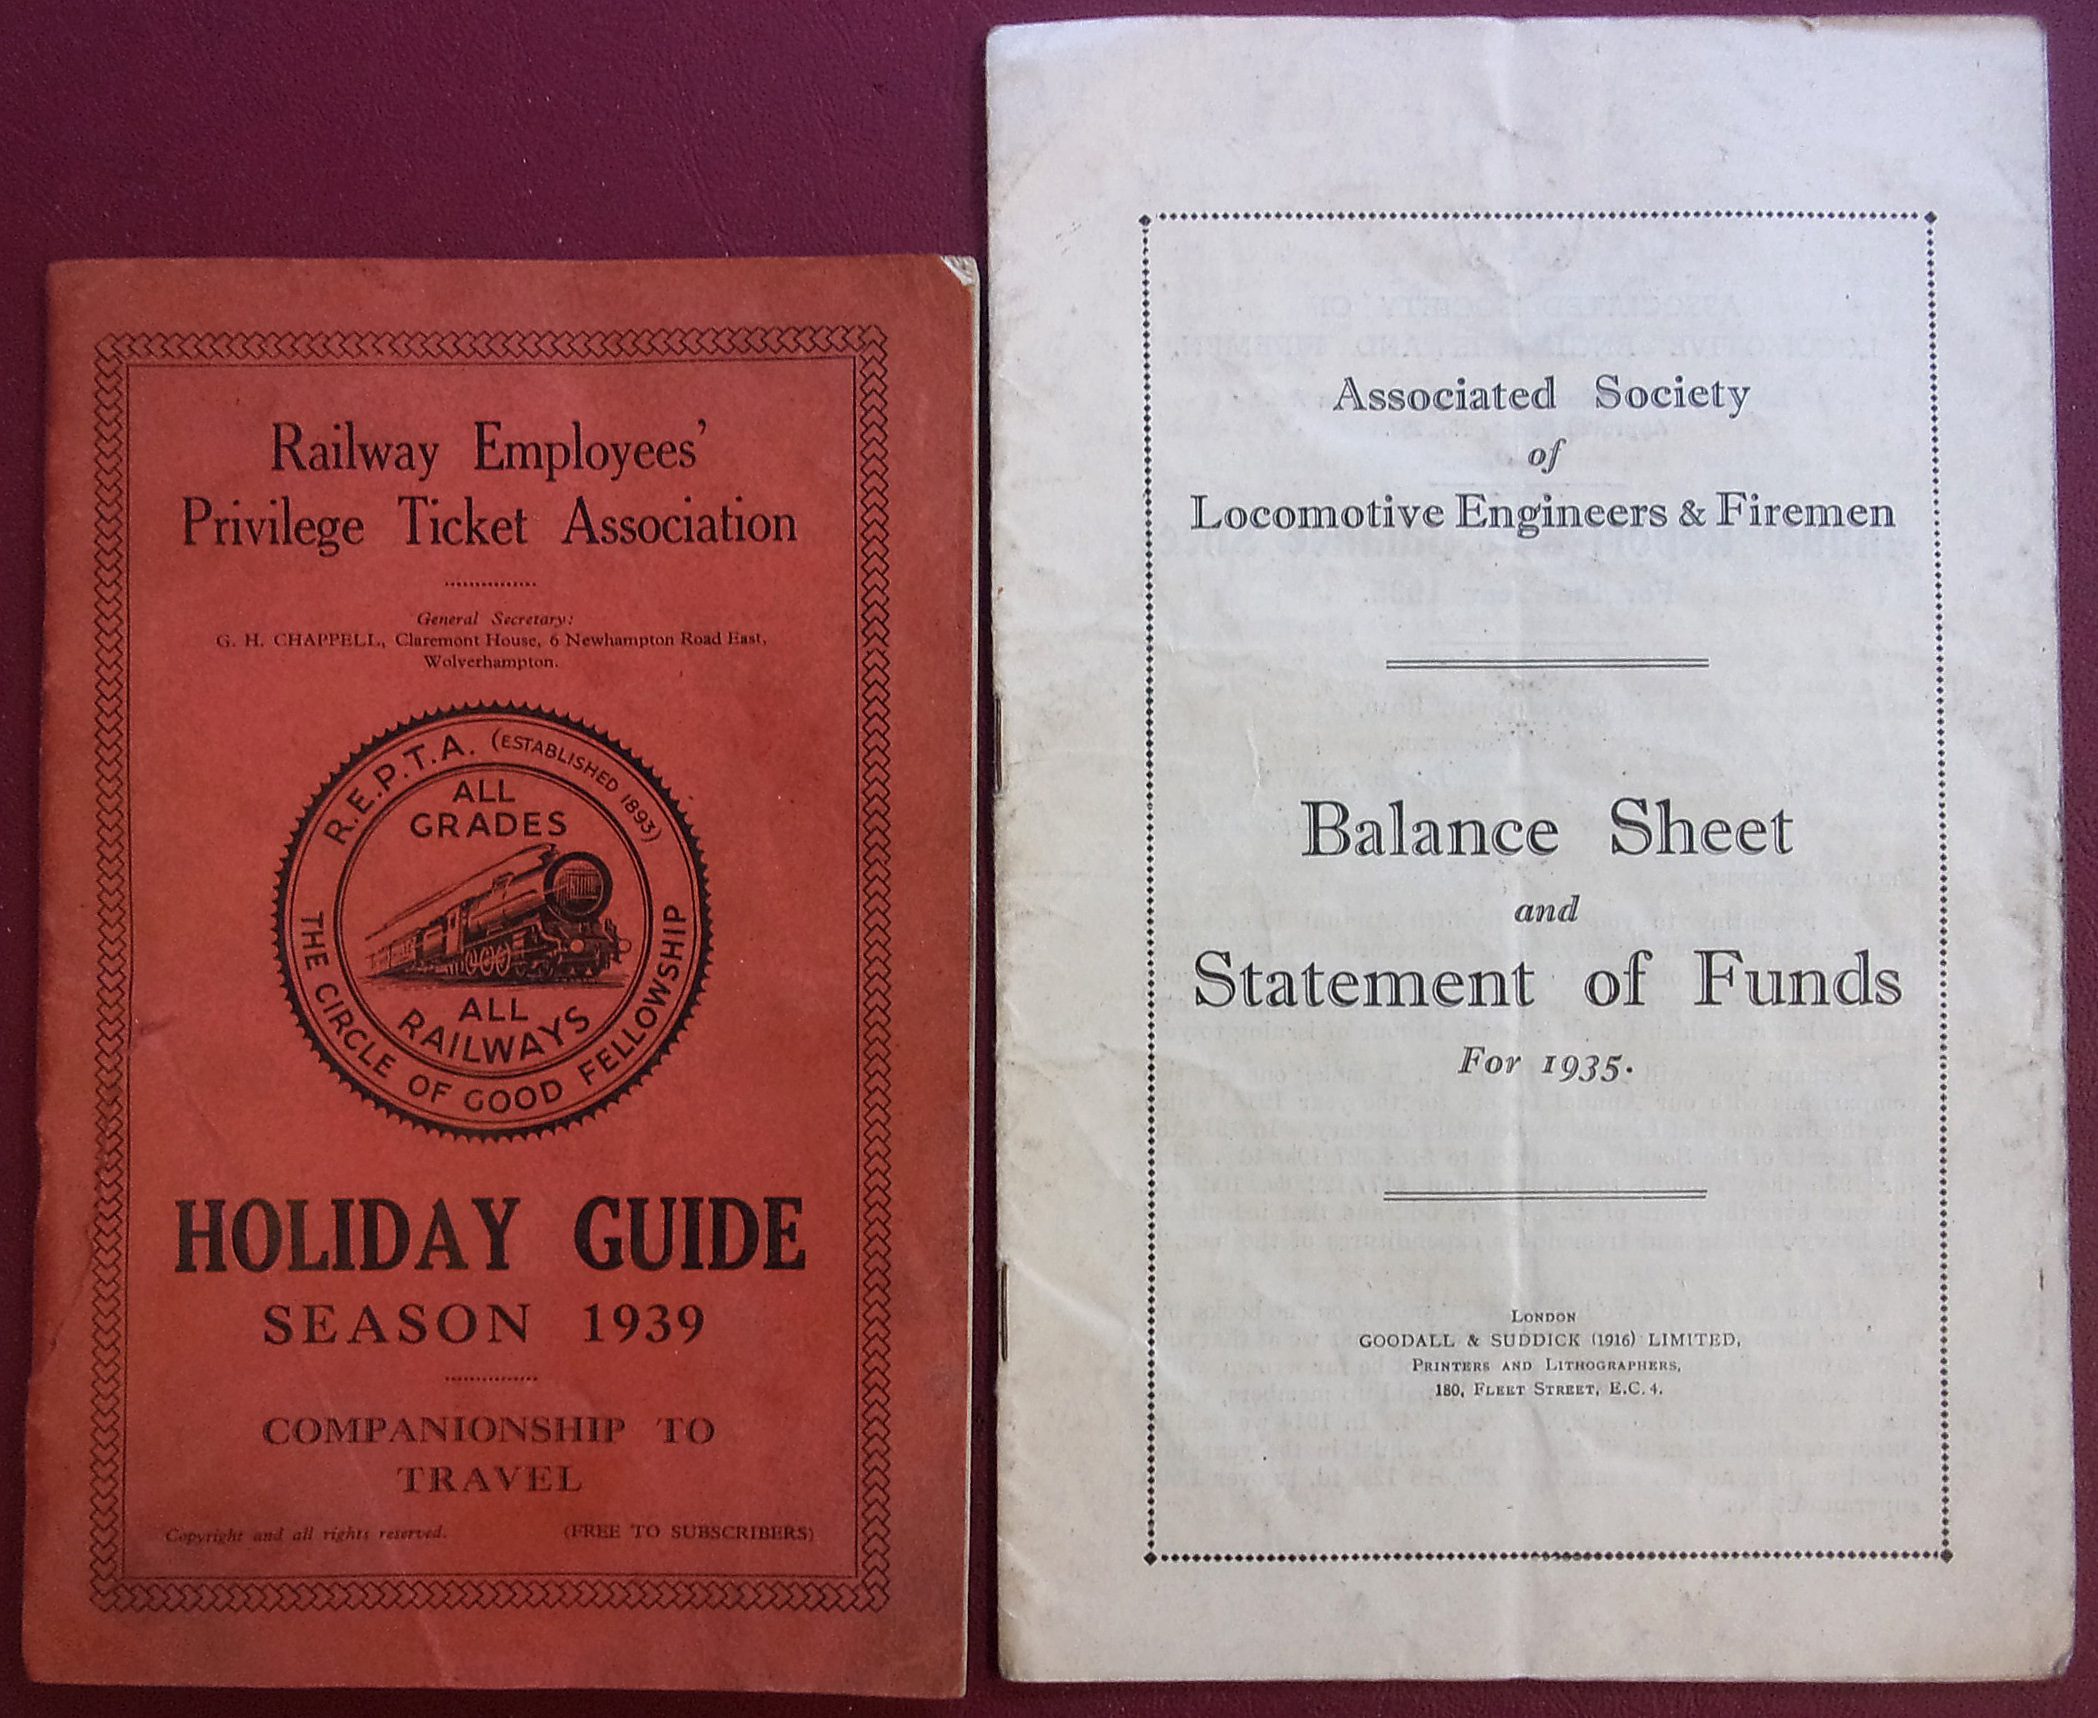 Railway Employees'
Privilege Ticket Association
General Secretary:
G. H. CHAPPELL, Claremont House, 6 Newhampton Road East,
Wolverhampton.
R.E.P.T.A. (ESTABLISHED 1893)
ALL
GRADES
ALL
RAILWAYS
THE CIRCLE OF GOOD FELLOWSHIP
HOLIDAY GUIDE
SEASON 1939
COMPANIONSHIP TO
TRAVEL
Copyright and all rights reserved. (FREE TO SUBSCRIBERS)
Associated Society
of
Locomotive Engineers & Firemen
Balance Sheet
and
Statement of Funds
For 1935.
LONDON
GOODALL & SUDDICK (1916) LIMITED,
PRINTERS AND LITHOGRAPHERS,
180, FLEET STREET, E.C.4.